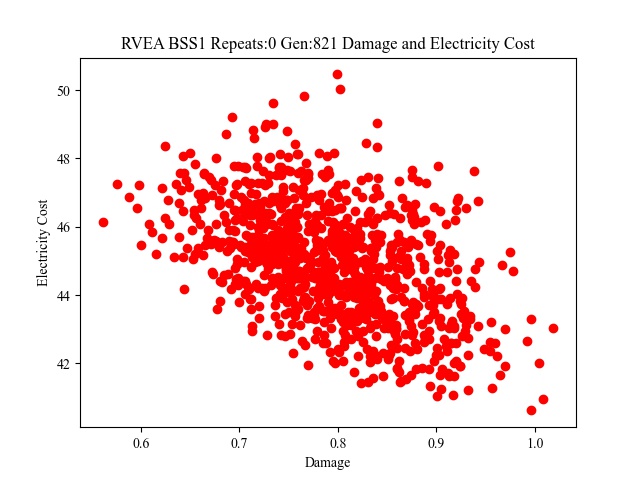 RVEA BSS1 Repeats:0 Gen:821 Damage and Electricity Cost
50
48
46
44
42
Electricity Cost
0.6 0.7 0.8 0.9 1.0
Damage